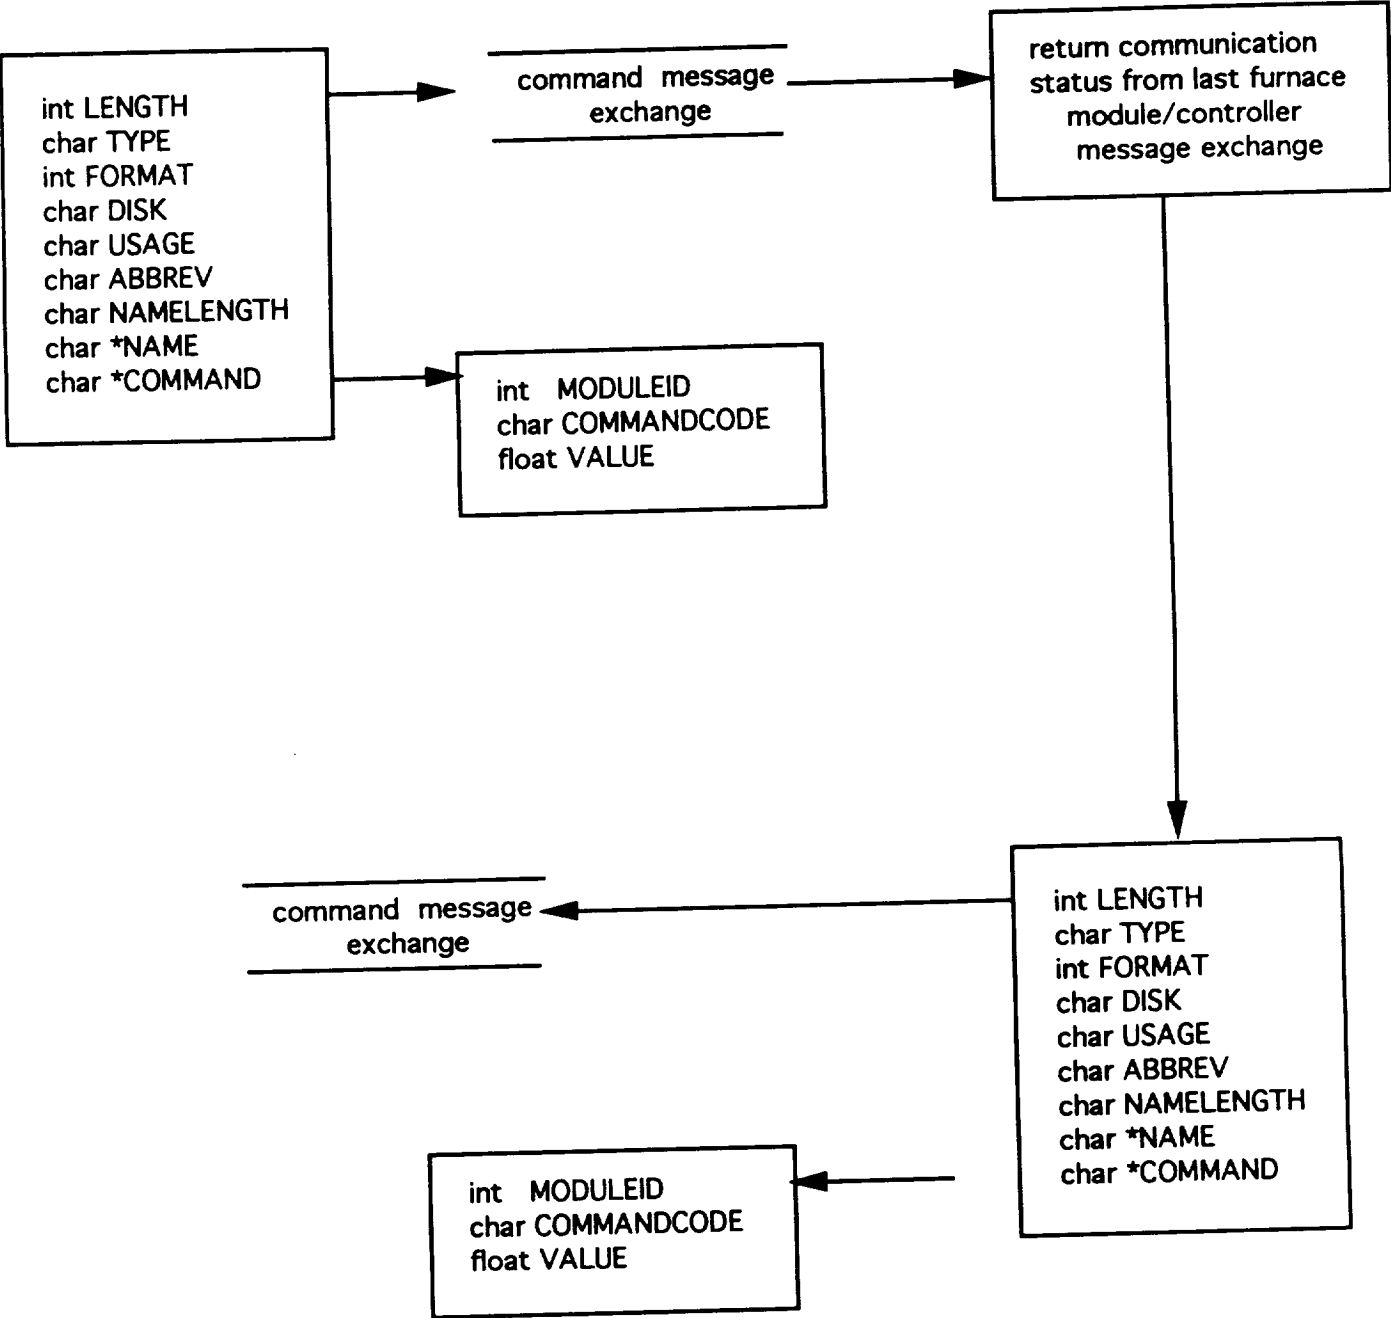 int LENGTH
char TYPE
int FORMAT
char DISK
char USAGE
char ABBREV
char NAMELENGTH
char *NAME
char *COMMAND
command message
exchange
return communication
status from last furnace
module/controller
message exchange
int MODULEID
char COMMANDCODE
float VALUE
command message
exchange
int LENGTH
char TYPE
int FORMAT
char DISK
char USAGE
char ABBREV
char NAMELENGTH
char *NAME
char *COMMAND
int MODULEID
char COMMANDCODE
float VALUE